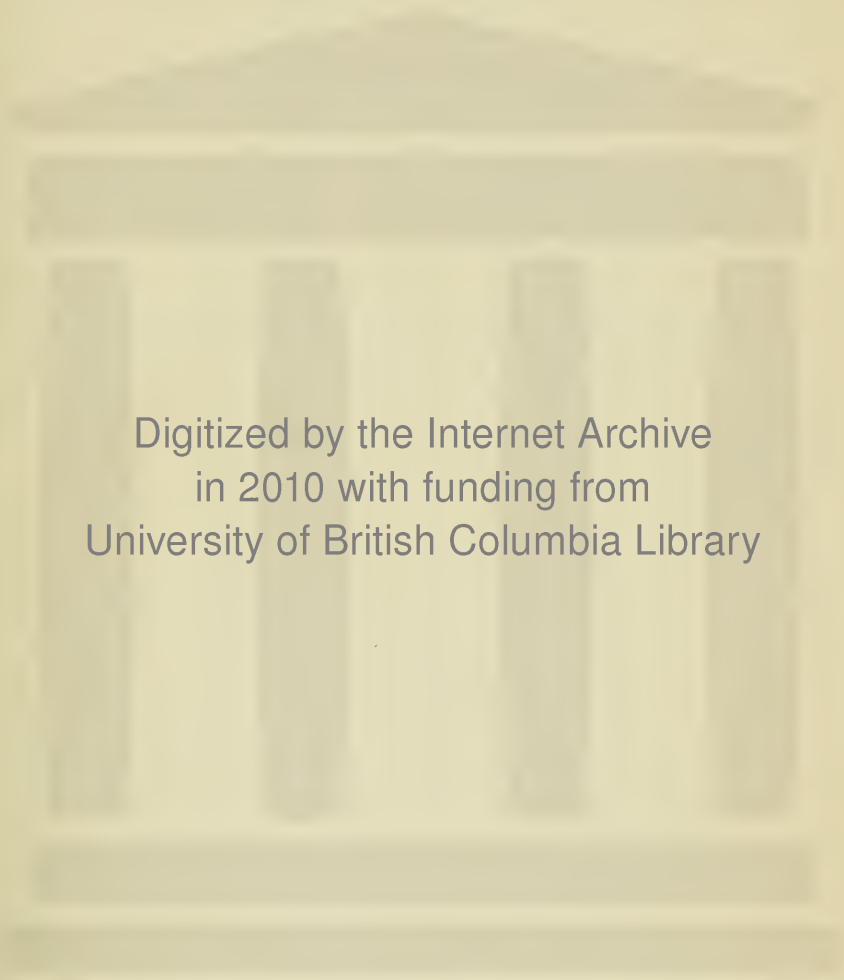 Digitized by the Internet Archive
in 2010 with funding from
University of British Columbia Library